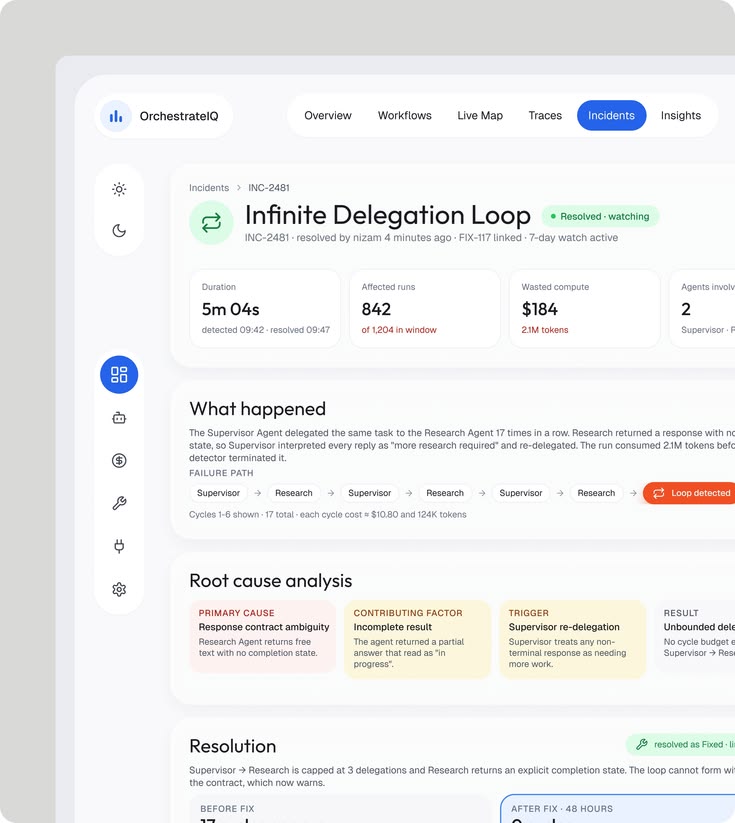 OrchestrateIQ
Overview Workflows Live Map Traces Incidents Insights
Incidents > INC-2481
Infinite Delegation Loop
Resolved · watching
INC-2481 · resolved by nizam 4 minutes ago · FIX-117 linked · 7-day watch active
Duration
5m 04s
detected 09:42 · resolved 09:47
Affected runs
842
of 1,204 in window
Wasted compute
$184
2.1M tokens
Agents
2
Supervisor ·
What happened
The Supervisor Agent delegated the same task to the Research Agent 17 times in a row. Research returned a response with
state, so Supervisor interpreted every reply as "more research required" and re-delegated. The run consumed 2.1M tokens
detector terminated it.
FAILURE PATH
Supervisor → Research → Supervisor → Research → Supervisor → Research → Loop detected
Cycles 1-6 shown · 17 total · each cycle cost ≈ $10.80 and 124K tokens
Root cause analysis
PRIMARY CAUSE
Response contract ambiguity
Research Agent returns free
text with no completion state.
CONTRIBUTING FACTOR
Incomplete result
The agent returned a partial
answer that read as "in
progress".
TRIGGER
Supervisor re-delegation
Supervisor treats any non-
terminal response as needing
more work.
RESULT
Unbounded
No cycle budget
Supervisor →
Resolution
resolved as Fixed ·
Supervisor → Research is capped at 3 delegations and Research returns an explicit completion state. The loop cannot form
the contract, which now warns.
BEFORE FIX
AFTER FIX · 48 HOURS